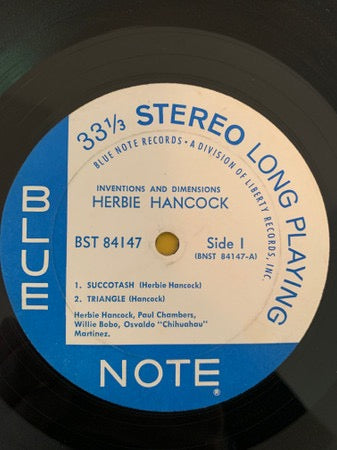 33 1/3 STEREO LONG PLAYING
BLUE NOTE RECORDS • A DIVISION OF LIBERTY RECORDS, INC.
INVENTIONS AND DIMENSIONS
HERBIE HANCOCK
BST 84147
Side I
(BNST 84147-A)
1. SUCCOTASH (Herbie Hancock)
2. TRIANGLE (Hancock)
Herbie Hancock, Paul Chambers,
Willie Bobo, Osvaldo "Chihuahau"
Martinez.
BLUE
NOTE®